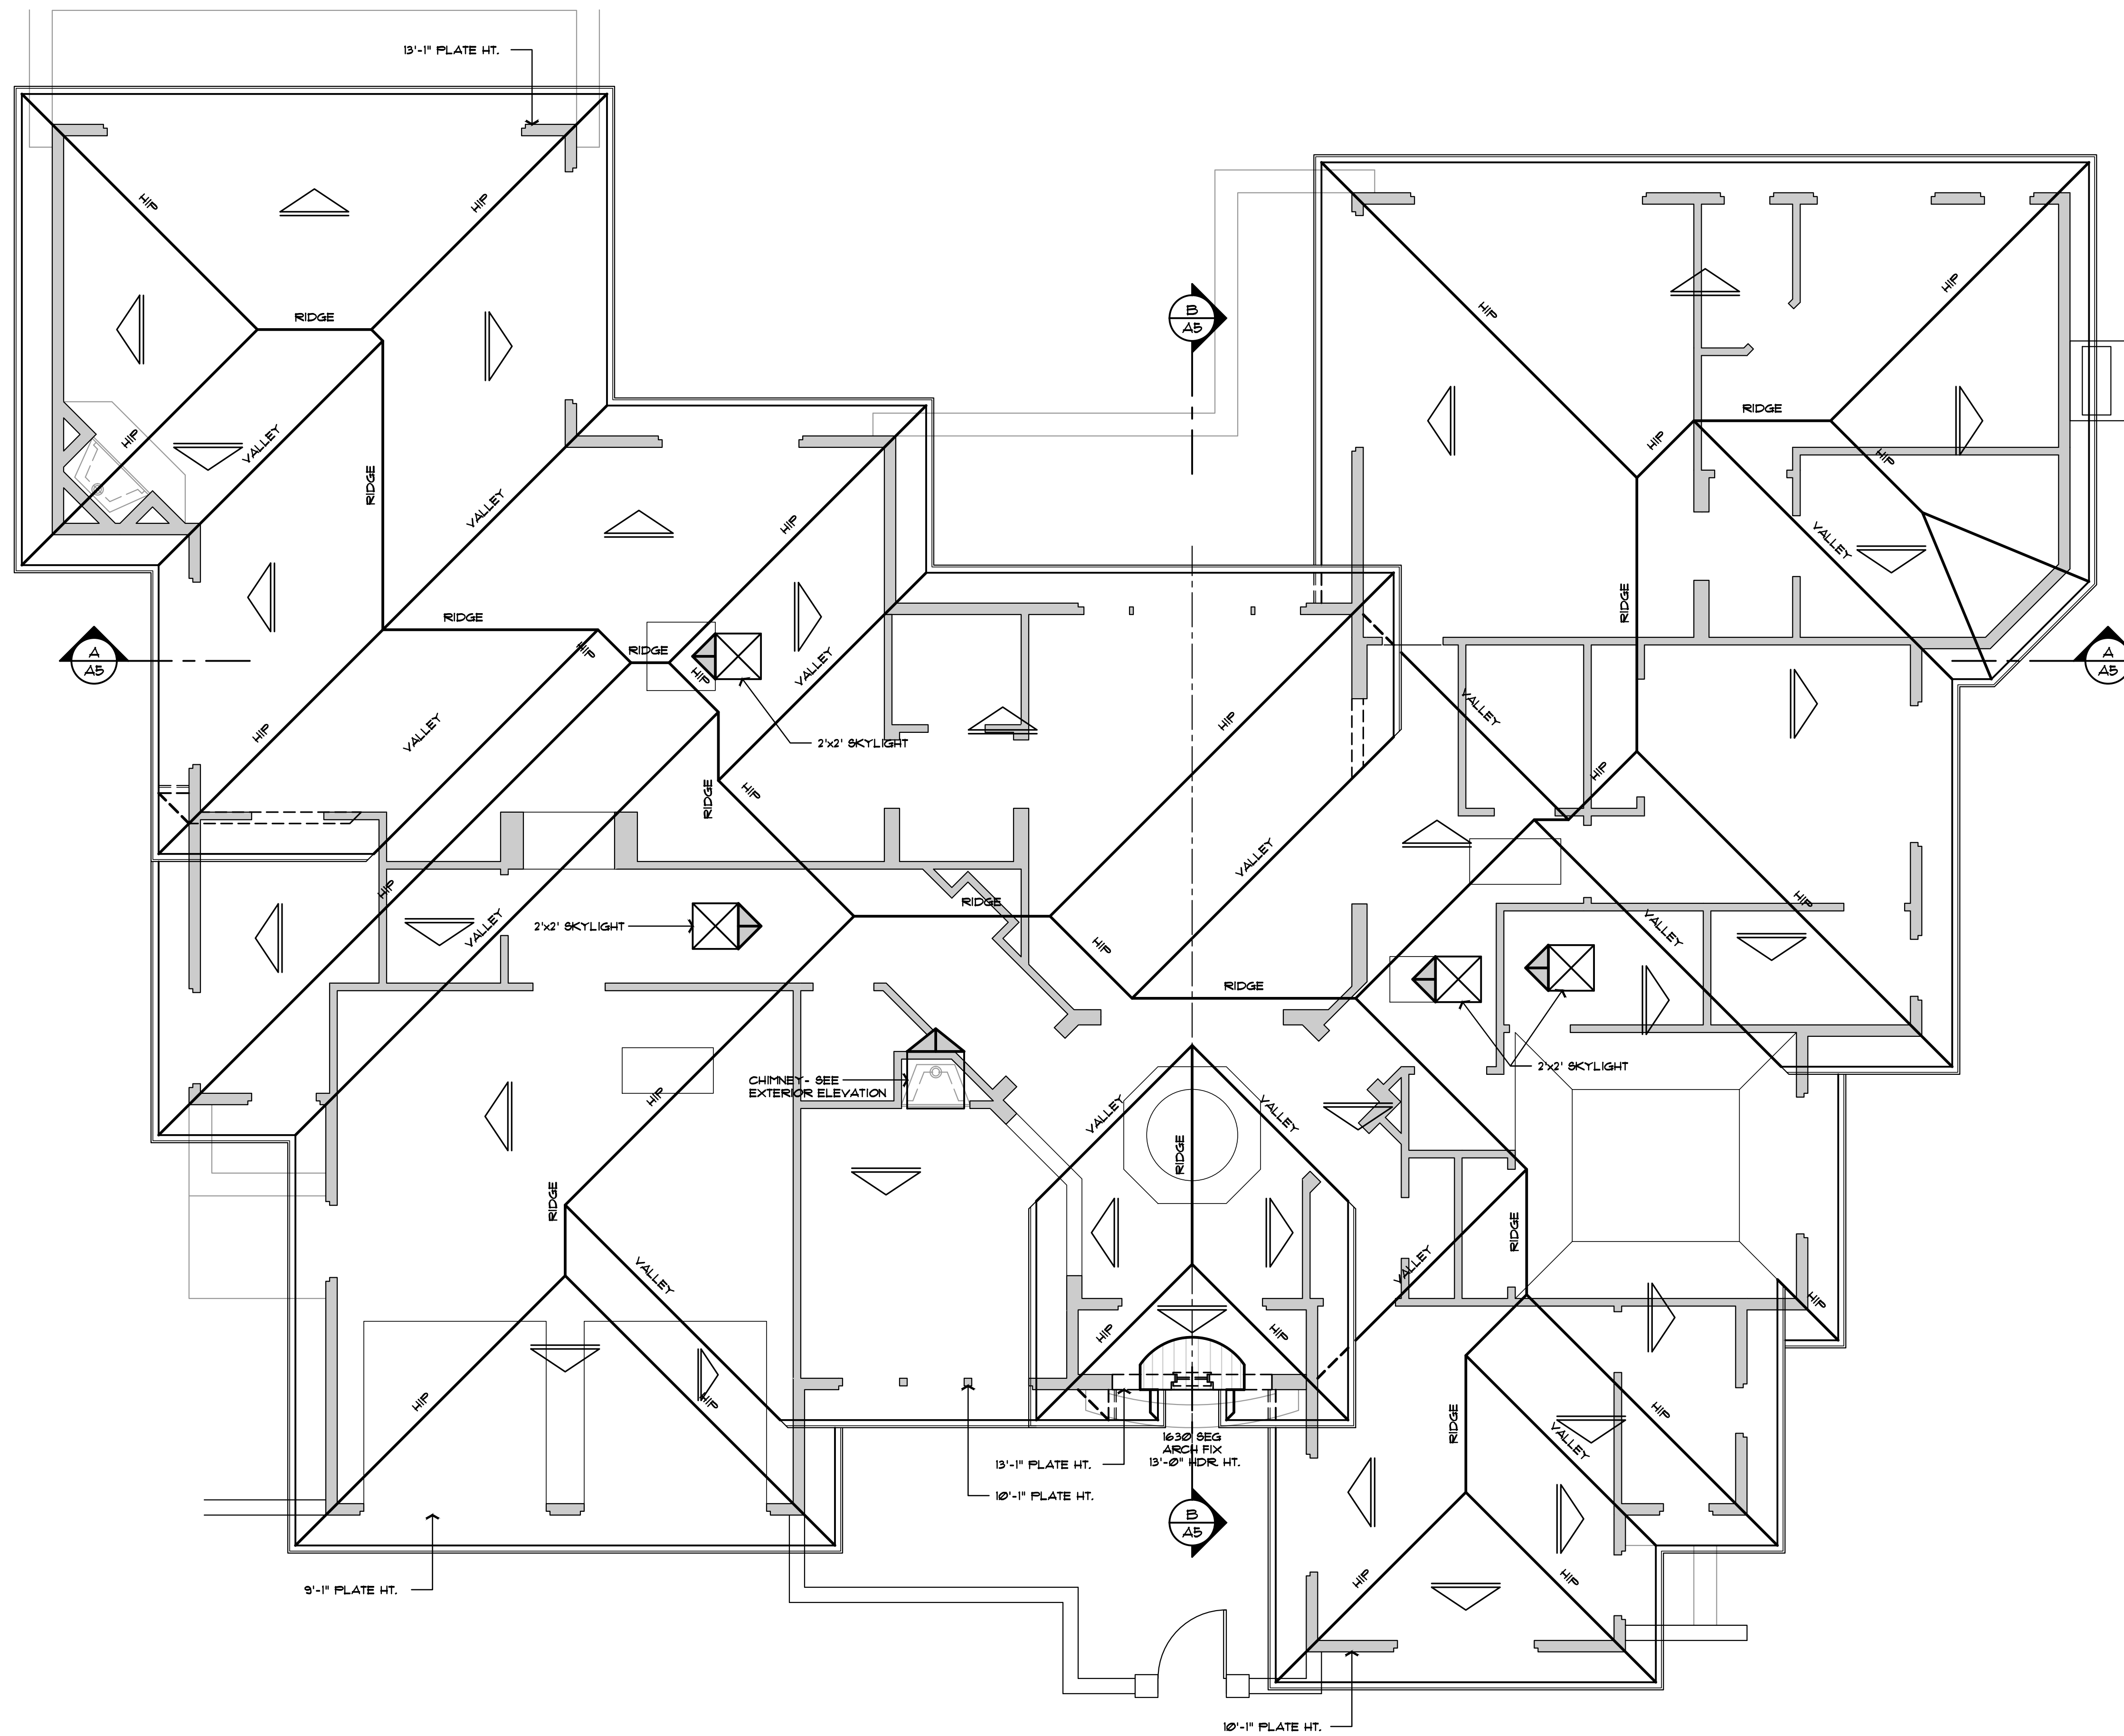 13'-1" PLATE HT.
HIP
HIP
RIDGE
HIP
VALLEY
RIDGE
VALLEY
RIDGE
HIP
RIDGE
HIP
HIP
VALLEY
2'x2' SKYLIGHT
HIP
VALLEY
RIDGE
HIP
A
A5
B
A5
HIP
HIP
RIDGE
HIP
HIP
VALLEY
RIDGE
A
A5
VALLEY
HIP
HIP
VALLEY
HIP
VALLEY
2'x2' SKYLIGHT
RIDGE
HIP
RIDGE
VALLEY
HIP
2'x2' SKYLIGHT
HIP
CHIMNEY - SEE
EXTERIOR ELEVATION
VALLEY
RIDGE
VALLEY
RIDGE
VALLEY
RIDGE
VALLEY
HIP
HIP
HIP
HIP
HIP
RIDGE
VALLEY
HIP
1630 SEG
ARCH FIX
13'-0" HDR. HT.
13'-1" PLATE HT.
10'-1" PLATE HT.
B
A5
HIP
HIP
9'-1" PLATE HT.
10'-1" PLATE HT.